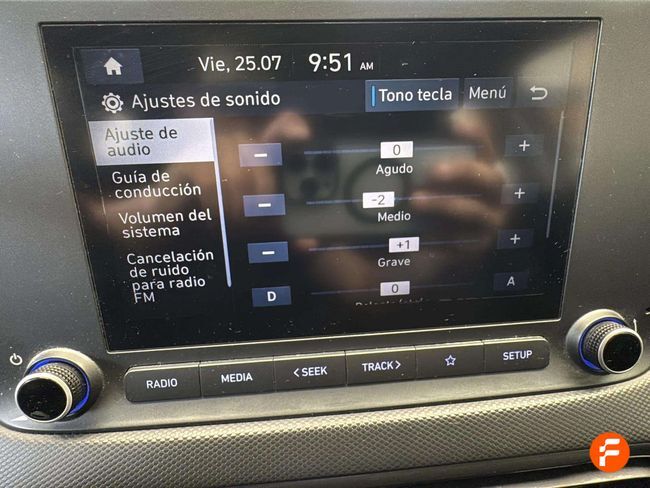 Vie, 25.07 9:51 AM
Ajustes de sonido Tono tecla Menú
Ajuste de
audio
Guía de
conducción
Volumen del
sistema
Cancelación
de ruido
para radio
FM
− 0 +
Agudo
− -2 +
Medio
− +1 +
Grave
D 0 A
RADIO MEDIA <SEEK TRACK> SETUP